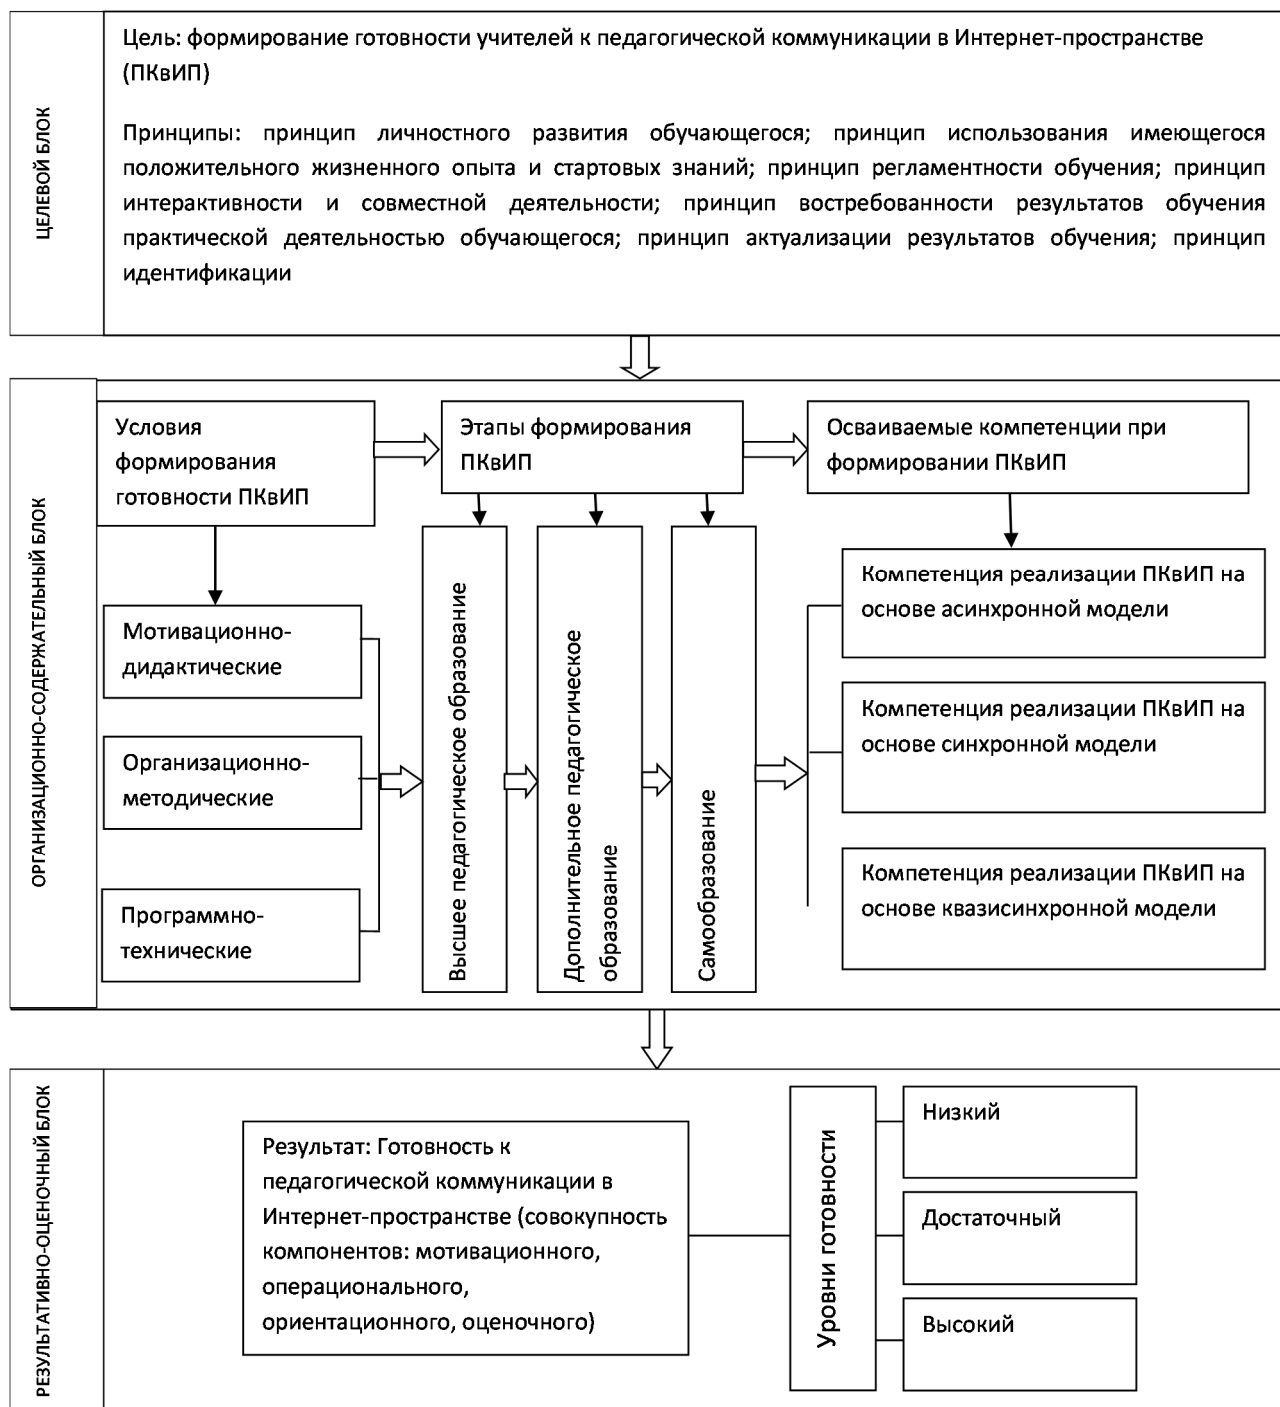 ЦЕЛЕВОЙ БЛОК
Цель: формирование готовности учителей к педагогической коммуникации в Интернет-пространстве
(ПКвИП)
Принципы: принцип личностного развития обучающегося; принцип использования имеющегося
положительного жизненного опыта и стартовых знаний; принцип регламентности обучения; принцип
интерактивности и совместной деятельности; принцип востребованности результатов обучения
практической деятельностью обучающегося; принцип актуализации результатов обучения; принцип
идентификации
ОРГАНИЗАЦИОННО-СОДЕРЖАТЕЛЬНЫЙ БЛОК
Условия
формирования
готовности ПКвИП
Этапы формирования
ПКвИП
Осваиваемые компетенции при
формировании ПКвИП
Мотивационно-
дидактические
Организационно-
методические
Программно-
технические
Высшее педагогическое образование
Дополнительное педагогическое
образование
Самообразование
Компетенция реализации ПКвИП на
основе асинхронной модели
Компетенция реализации ПКвИП на
основе синхронной модели
Компетенция реализации ПКвИП на
основе квазисинхронной модели
РЕЗУЛЬТАТИВНО-ОЦЕНОЧНЫЙ БЛОК
Результат: Готовность к
педагогической коммуникации в
Интернет-пространстве (совокупность
компонентов: мотивационного,
операционального,
ориентационного, оценочного)
Уровни готовности
Низкий
Достаточный
Высокий